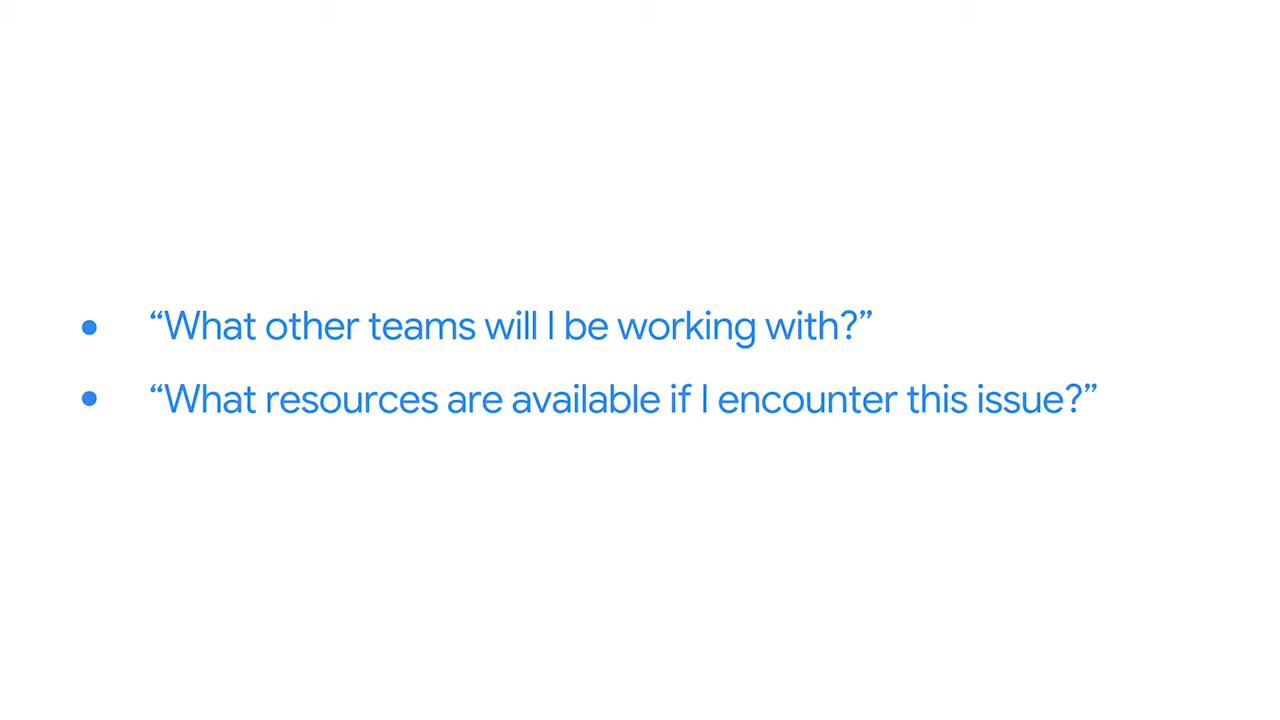 • “What other teams will I be working with?”
• “What resources are available if I encounter this issue?”